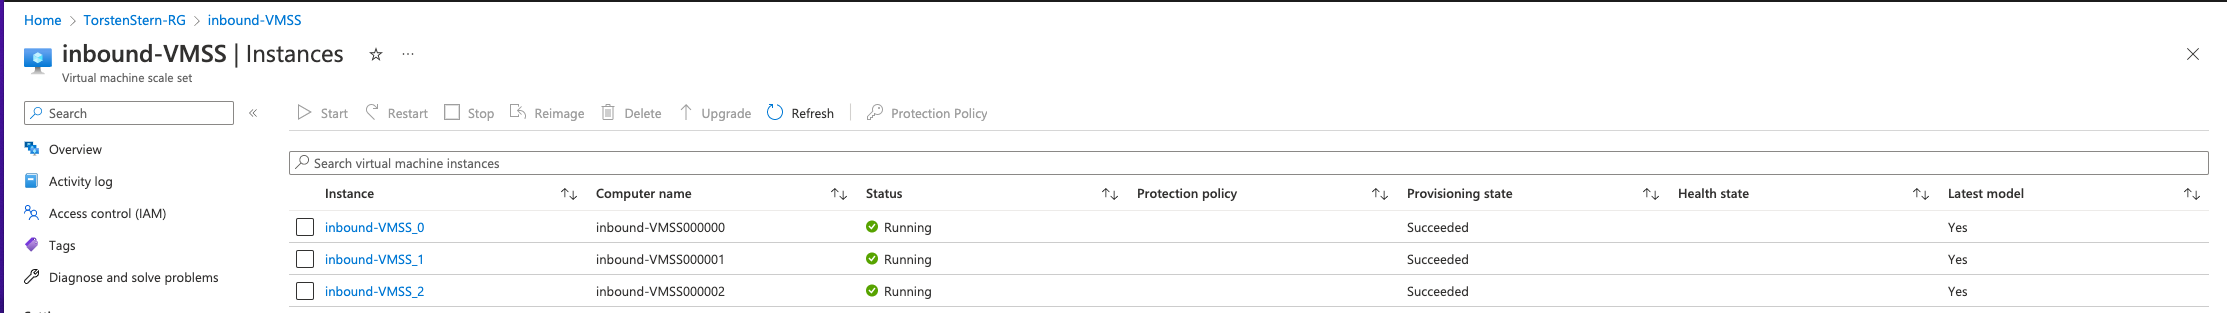 Home > TorstenStern-RG > inbound-VMSS
inbound-VMSS | Instances ☆ ...
Virtual machine scale set
Search «
Start Restart Stop Reimage Delete Upgrade Refresh Protection Policy
Overview
Activity log
Access control (IAM)
Tags
Diagnose and solve problems
Search virtual machine instances
Instance Computer name Status Protection policy Provisioning state Health state Latest model
inbound-VMSS_0 inbound-VMSS000000 Running Succeeded Yes
inbound-VMSS_1 inbound-VMSS000001 Running Succeeded Yes
inbound-VMSS_2 inbound-VMSS000002 Running Succeeded Yes